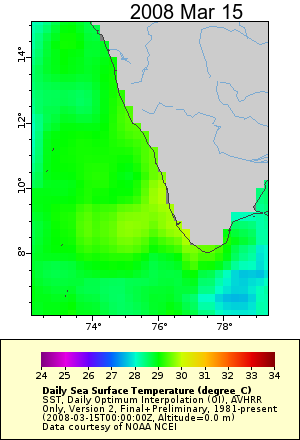 2008 Mar 15
14°
12°
10°
8°
74°
76°
78°
24 25 26 27 28 29 30 31 32 33 34
Daily Sea Surface Temperature (degree_C)
SST, Daily Optimum Interpolation (OI), AVHRR
Only, Version 2, Final+Preliminary, 1981-present
(2008-03-15T00:00:00Z, Altitude=0.0 m)
Data courtesy of NOAA NCEI